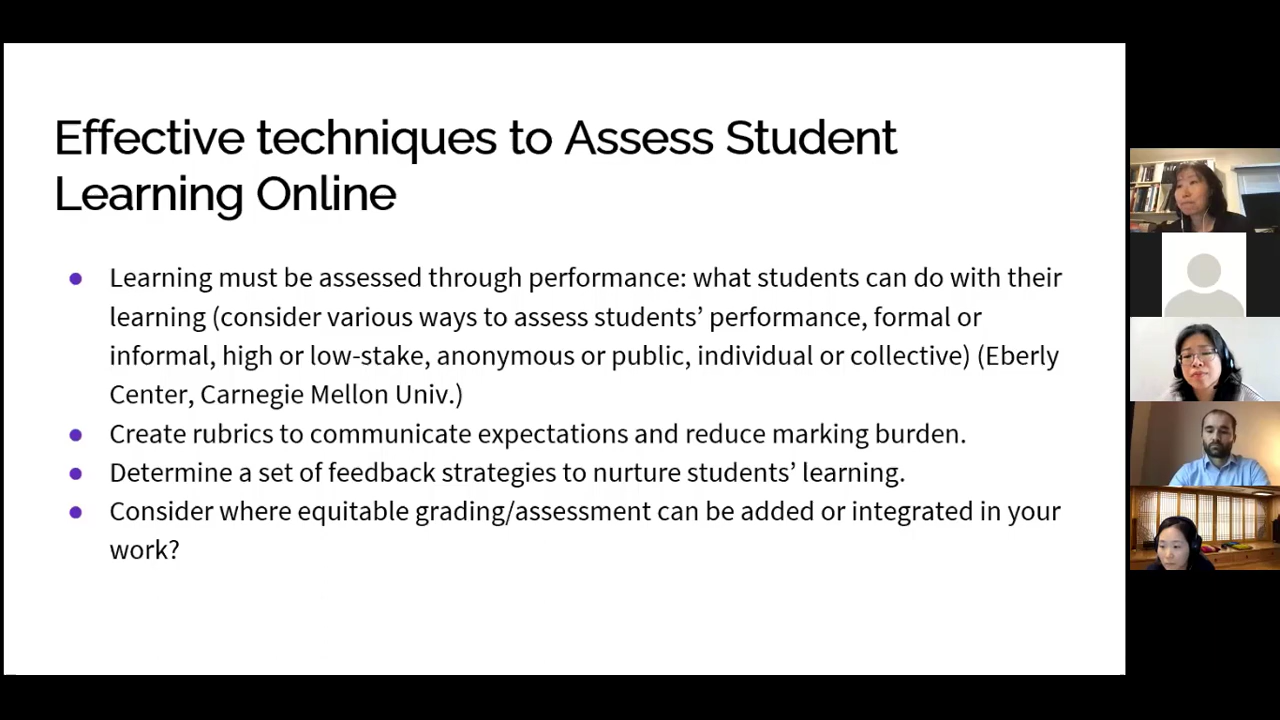 Effective techniques to Assess Student
Learning Online
● Learning must be assessed through performance: what students can do with their
learning (consider various ways to assess students’ performance, formal or
informal, high or low-stake, anonymous or public, individual or collective) (Eberly
Center, Carnegie Mellon Univ.)
● Create rubrics to communicate expectations and reduce marking burden.
● Determine a set of feedback strategies to nurture students’ learning.
● Consider where equitable grading/assessment can be added or integrated in your
work?